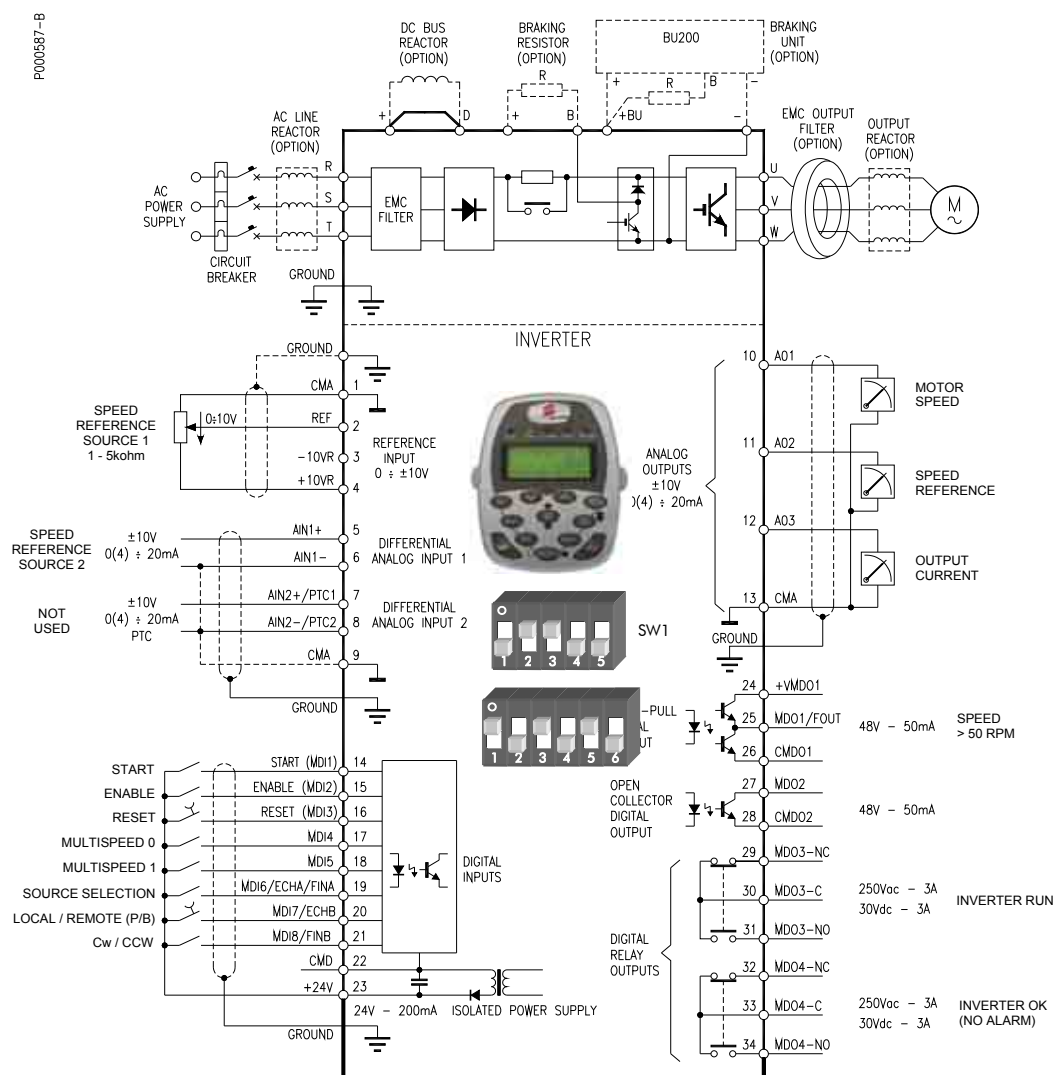 P000587-B
DC BUS
REACTOR
(OPTION)
BRAKING
RESISTOR
(OPTION)
BU200
BRAKING
UNIT
(OPTION)
R
R
+
B
-
+
D
+
B
+BU
-
AC LINE
REACTOR
(OPTION)
EMC OUTPUT
FILTER
(OPTION)
OUTPUT
REACTOR
(OPTION)
AC
POWER
SUPPLY
R
S
T
EMC
FILTER
U
V
W
M
~
CIRCUIT
BREAKER
GROUND
INVERTER
GROUND
CMA 1
REF 2
-10VR 3
+10VR 4
SPEED
REFERENCE
SOURCE 1
1 - 5kohm
0÷10V
REFERENCE
INPUT
0 ÷ ±10V
SPEED
REFERENCE
SOURCE 2
±10V
0(4) ÷ 20mA
AIN1+ 5
AIN1- 6
DIFFERENTIAL
ANALOG INPUT 1
NOT
USED
±10V
0(4) ÷ 20mA
PTC
AIN2+/PTC1 7
AIN2-/PTC2 8
CMA 9
DIFFERENTIAL
ANALOG INPUT 2
GROUND
SW1
1 2 3 4 5
1 2 3 4 5 6
10 AO1
11 AO2
12 AO3
13 CMA
ANALOG
OUTPUTS
±10V
)(4) ÷ 20mA
MOTOR
SPEED
SPEED
REFERENCE
OUTPUT
CURRENT
GROUND
24 +VMDO1
25 MDO1/FOUT
26 CMDO1
-PULL
AL
UT
48V - 50mA
SPEED
> 50 RPM
27 MDO2
28 CMDO2
OPEN
COLLECTOR
DIGITAL
OUTPUT
48V - 50mA
29 MDO3-NC
30 MDO3-C
31 MDO3-NO
250Vac - 3A
30Vdc - 3A
INVERTER RUN
DIGITAL
RELAY
OUTPUTS
32 MDO4-NC
33 MDO4-C
34 MDO4-NO
250Vac - 3A
30Vdc - 3A
INVERTER OK
(NO ALARM)
START START (MDI1) 14
ENABLE ENABLE (MDI2) 15
RESET RESET (MDI3) 16
MULTISPEED 0 MDI4 17
MULTISPEED 1 MDI5 18
SOURCE SELECTION MDI6/ECHA/FINA 19
LOCAL / REMOTE (P/B) MDI7/ECHB 20
Cw / CCW MDI8/FINB 21
CMD 22
+24V 23
DIGITAL
INPUTS
24V - 200mA ISOLATED POWER SUPPLY
GROUND